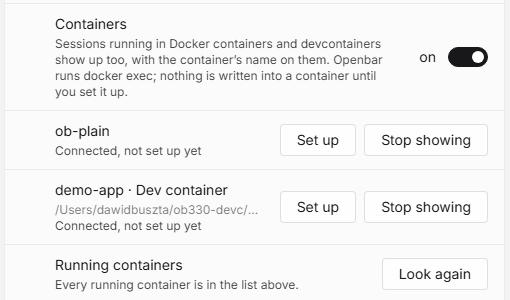 Containers
Sessions running in Docker containers and devcontainers
show up too, with the container’s name on them. Openbar
runs docker exec; nothing is written into a container until
you set it up.
on
ob-plain
Connected, not set up yet
Set up
Stop showing
demo-app · Dev container
/Users/dawidbuszta/ob330-devc/...
Connected, not set up yet
Set up
Stop showing
Running containers
Every running container is in the list above.
Look again